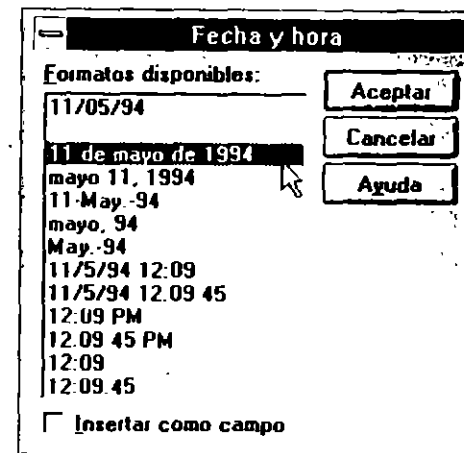 Fecha y hora
Formatos disponibles:
11/05/94
11 de mayo de 1994
mayo 11, 1994
11-May.-94
mayo, 94
May.-94
11/5/94 12:09
11/5/94 12.09 45
12:09 PM
12.09 45 PM
12:09
12:09.45
Insertar como campo
Aceptar
Cancelar
Ayuda